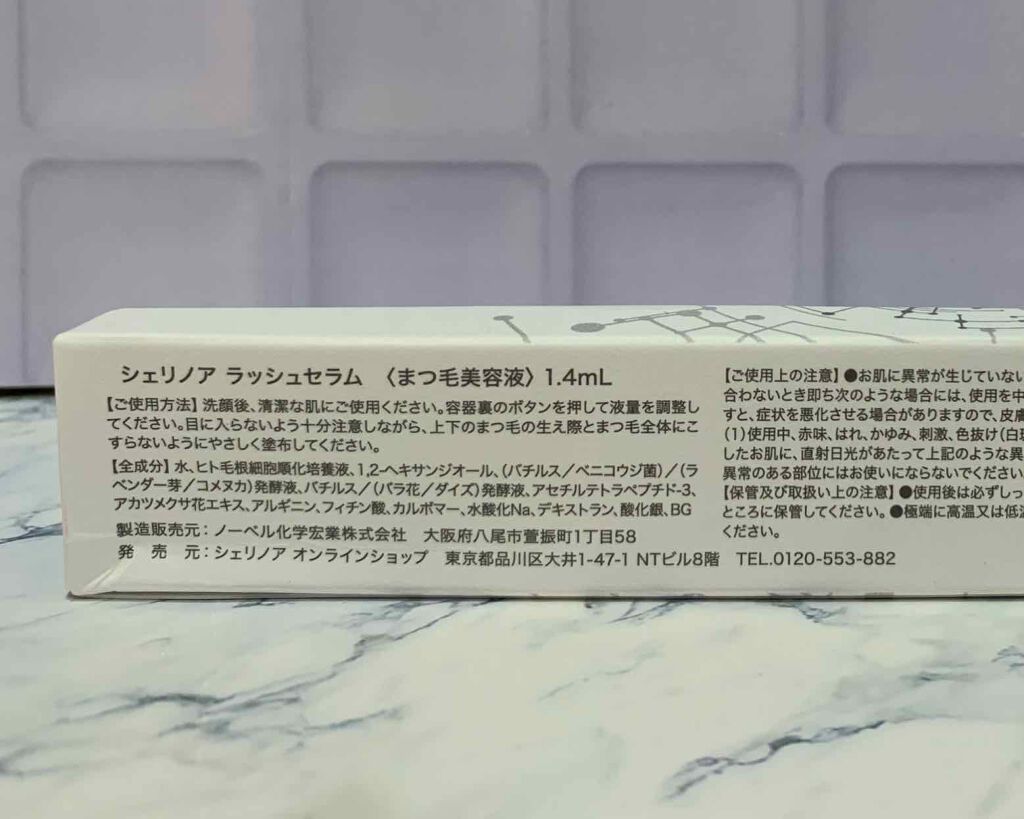 シェリノア ラッシュセラム 〈まつ毛美容液〉 1.4mL
【ご使用方法】洗顔後、清潔な肌にご使用ください。容器裏のボタンを押して液量を調整し
てください。目に入らないよう十分注意しながら、上下のまつ毛の生え際とまつ毛全体にこ
すらないようにやさしく塗布してください。
【全成分】水、ヒト毛根細胞順化培養液、1,2-ヘキサンジオール、(バチルス/ベニコウジ菌)/(ラ
ベンダー芽/コメヌカ)発酵液、バチルス/(バラ花/ダイズ)発酵液、アセチルテトラペプチド-3、
アカツメクサ花エキス、アルギニン、フィチン酸、カルボマー、水酸化Na、デキストラン、酸化銀、BG
製造販売元:ノーベル化学宏業株式会社 大阪府八尾市萱振町1丁目58
発 売 元:シェリノア オンラインショップ 東京都品川区大井1-47-1 NTビル8階 TEL.0120-553-882
【ご使用上の注意】●お肌に異常が生じていない
合わないとき即ち次のような場合には、使用を中
すと、症状を悪化させる場合がありますので、皮膚
(1)使用中、赤味、はれ、かゆみ、刺激、色抜け(白斑
したお肌に、直射日光があたって上記のような異
異常のある部位にはお使いにならないでください。
【保管及び取扱い上の注意】●使用後は必ずしっ
ところに保管してください。●極端に高温又は低温
ください。